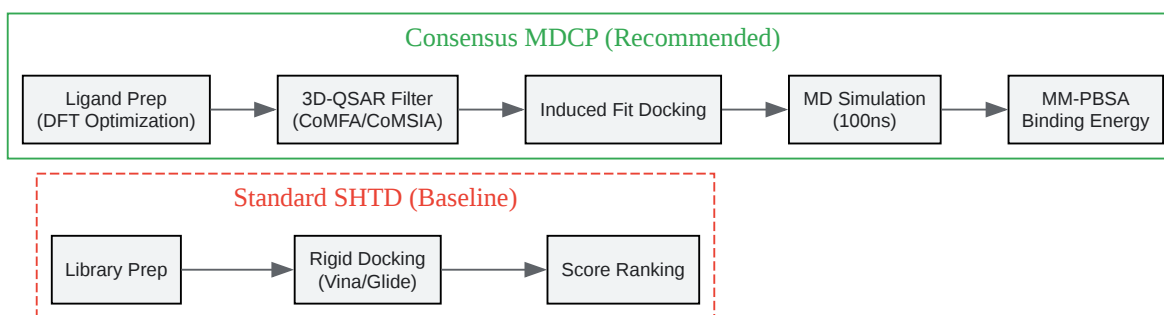 Consensus MDCP (Recommended)
Ligand Prep
(DFT Optimization)
3D-QSAR Filter
(CoMFA/CoMSIA)
Induced Fit Docking
MD Simulation
(100ns)
MM-PBSA
Binding Energy
Standard SHTD (Baseline)
Library Prep
Rigid Docking
(Vina/Glide)
Score Ranking